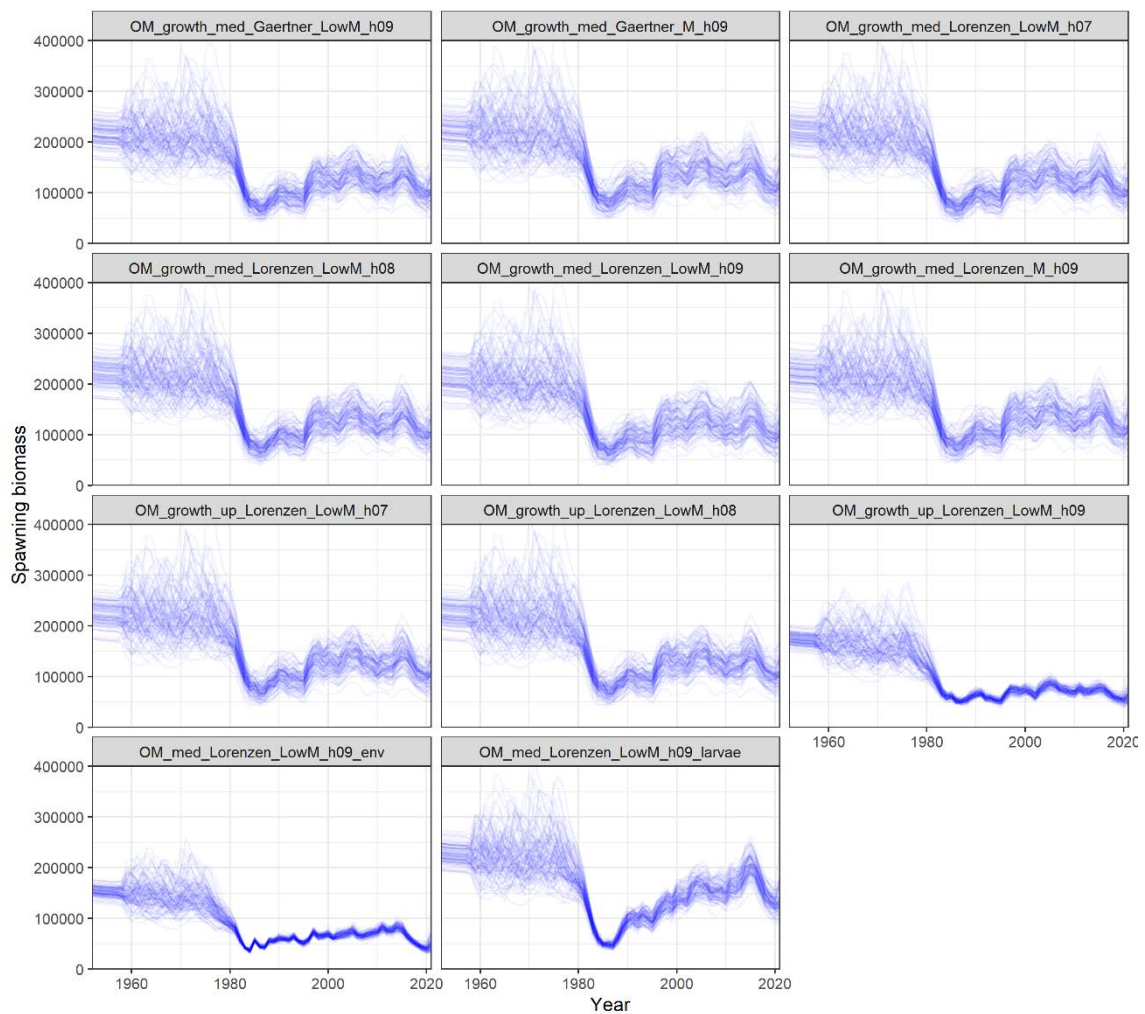 OM_growth_med_Gaertner_LowM_h09
OM_growth_med_Gaertner_M_h09
OM_growth_med_Lorenzen_LowM_h07
400000
300000
200000
100000
0
OM_growth_med_Lorenzen_LowM_h08
OM_growth_med_Lorenzen_LowM_h09
OM_growth_med_Lorenzen_M_h09
400000
300000
200000
100000
0
Spawning biomass
OM_growth_up_Lorenzen_LowM_h07
OM_growth_up_Lorenzen_LowM_h08
OM_growth_up_Lorenzen_LowM_h09
400000
300000
200000
100000
0
1960 1980 2000 2020
OM_med_Lorenzen_LowM_h09_env
OM_med_Lorenzen_LowM_h09_larvae
400000
300000
200000
100000
0
1960 1980 2000 2020 1960 1980 2000 2020
Year